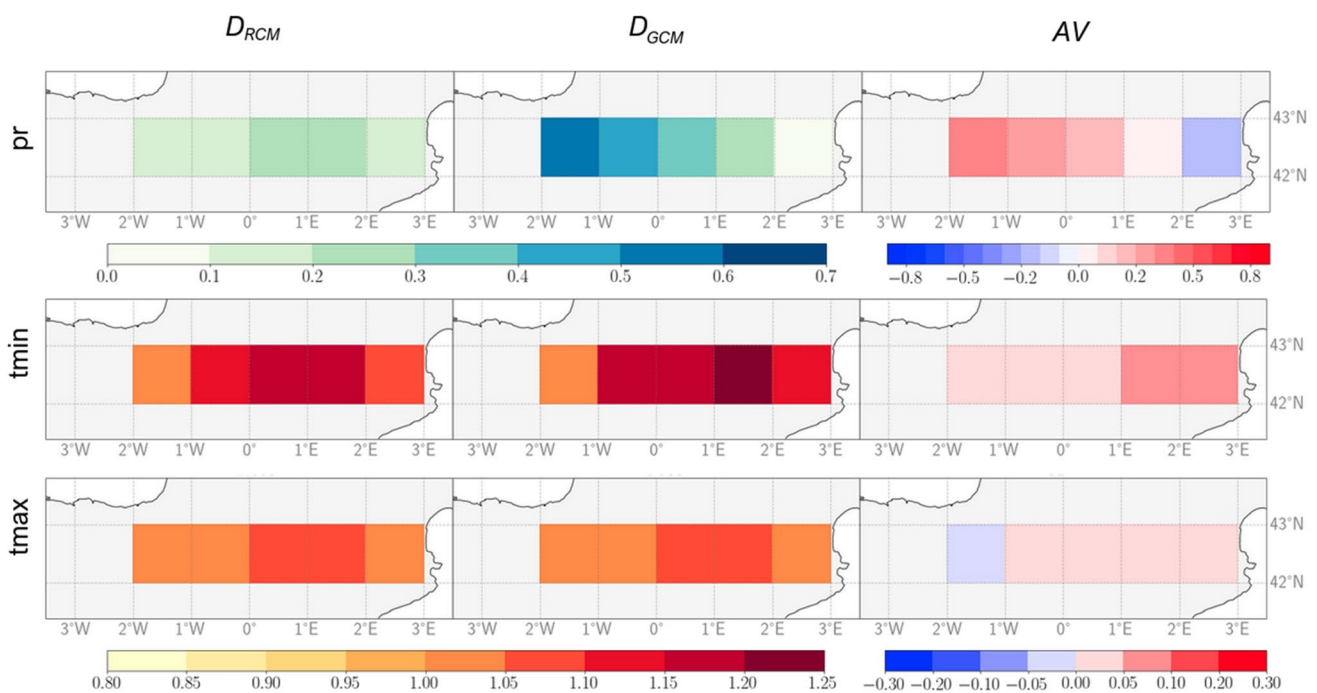 D_RCM D_GCM AV
pr
43°N
42°N
3°W 2°W 1°W 0° 1°E 2°E 3°E 3°W 2°W 1°W 0° 1°E 2°E 3°E 3°W 2°W 1°W 0° 1°E 2°E 3°E
0.0 0.1 0.2 0.3 0.4 0.5 0.6 0.7 −0.8 −0.5 −0.2 0.0 0.2 0.5 0.8
tmin
43°N
42°N
3°W 2°W 1°W 0° 1°E 2°E 3°E 3°W 2°W 1°W 0° 1°E 2°E 3°E 3°W 2°W 1°W 0° 1°E 2°E 3°E
tmax
43°N
42°N
3°W 2°W 1°W 0° 1°E 2°E 3°E 3°W 2°W 1°W 0° 1°E 2°E 3°E 3°W 2°W 1°W 0° 1°E 2°E 3°E
0.80 0.85 0.90 0.95 1.00 1.05 1.10 1.15 1.20 1.25 −0.30 −0.20 −0.10 −0.05 0.00 0.05 0.10 0.20 0.30